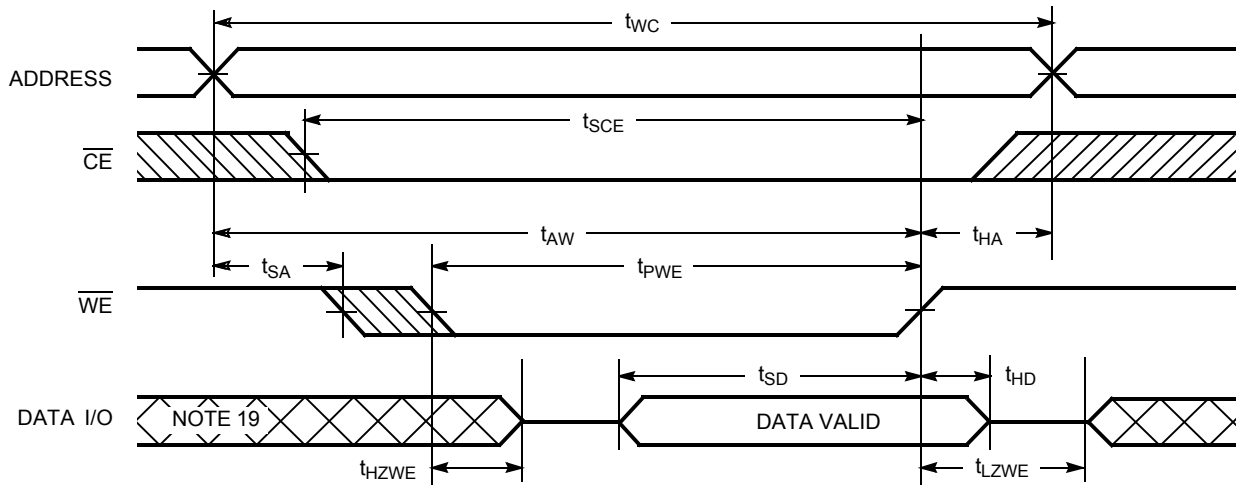 tWC
ADDRESS
tSCE
CE
tAW
tHA
tSA
tPWE
WE
tSD
tHD
DATA I/O
NOTE 19
DATA VALID
tHZWE
tLZWE